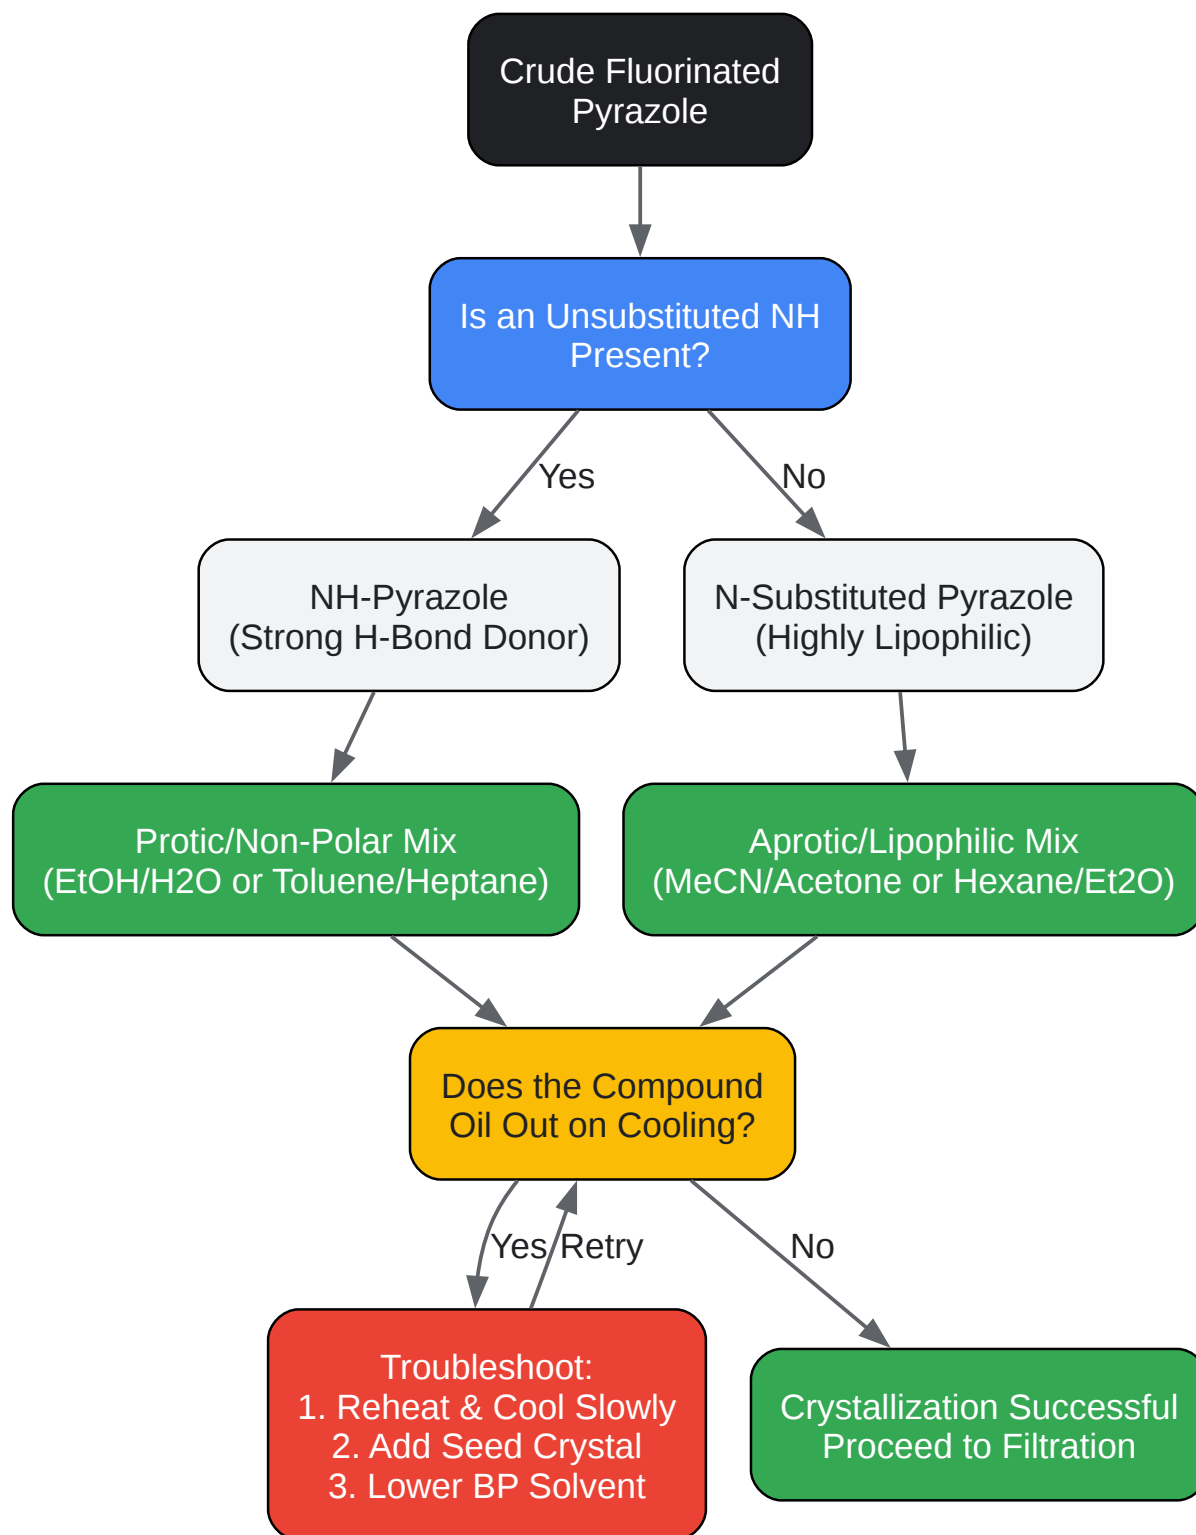 Crude Fluorinated
Pyrazole
Is an Unsubstituted NH
Present?
Yes
No
NH-Pyrazole
(Strong H-Bond Donor)
N-Substituted Pyrazole
(Highly Lipophilic)
Protic/Non-Polar Mix
(EtOH/H2O or Toluene/Heptane)
Aprotic/Lipophilic Mix
(MeCN/Acetone or Hexane/Et2O)
Does the Compound
Oil Out on Cooling?
Yes
Retry
No
Troubleshoot:
1. Reheat & Cool Slowly
2. Add Seed Crystal
3. Lower BP Solvent
Crystallization Successful
Proceed to Filtration